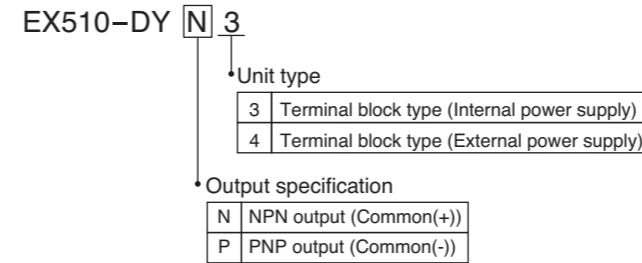 EX510-DY N 3
Unit type
3 Terminal block type (Internal power supply)
4 Terminal block type (External power supply)
Output specification
N NPN output (Common(+))
P PNP output (Common(-))